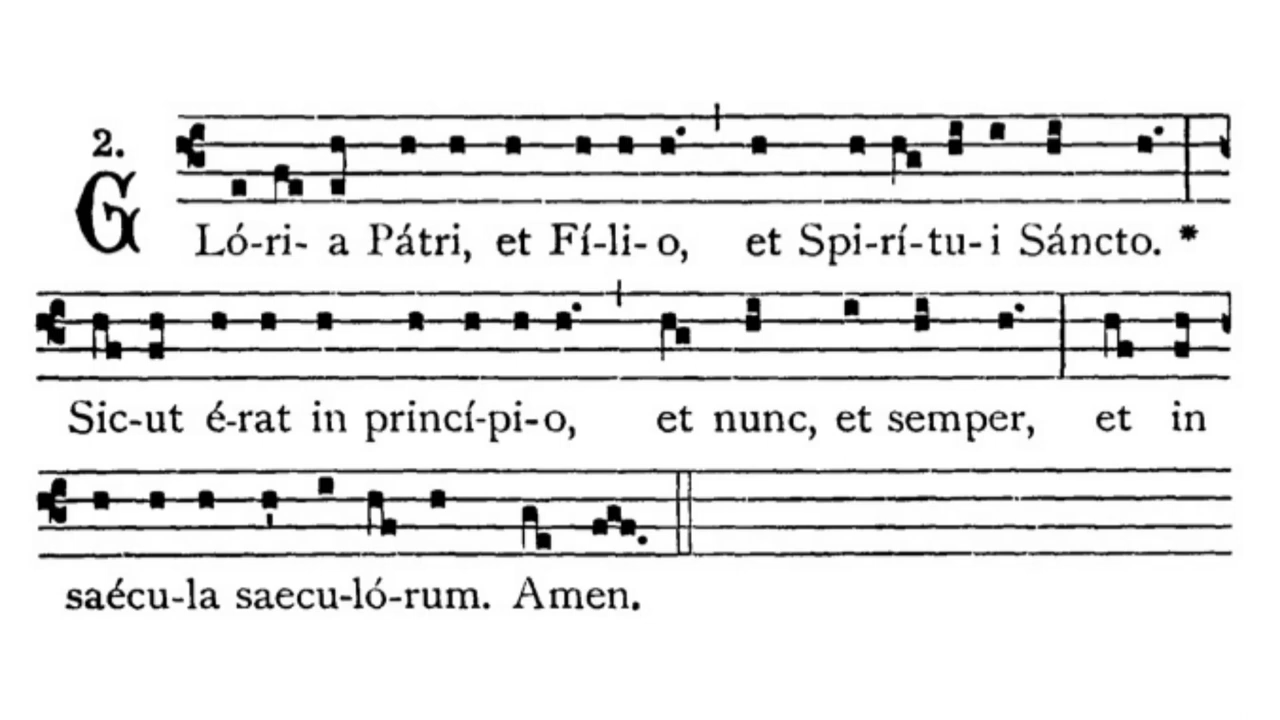 2.
GLó-ri- a Pátri, et Fí-li-o, et Spi-rí-tu-i Sáncto. *
Sic-ut é-rat in princí-pi-o, et nunc, et semper, et in
saécu-la saecu-ló-rum. Amen.